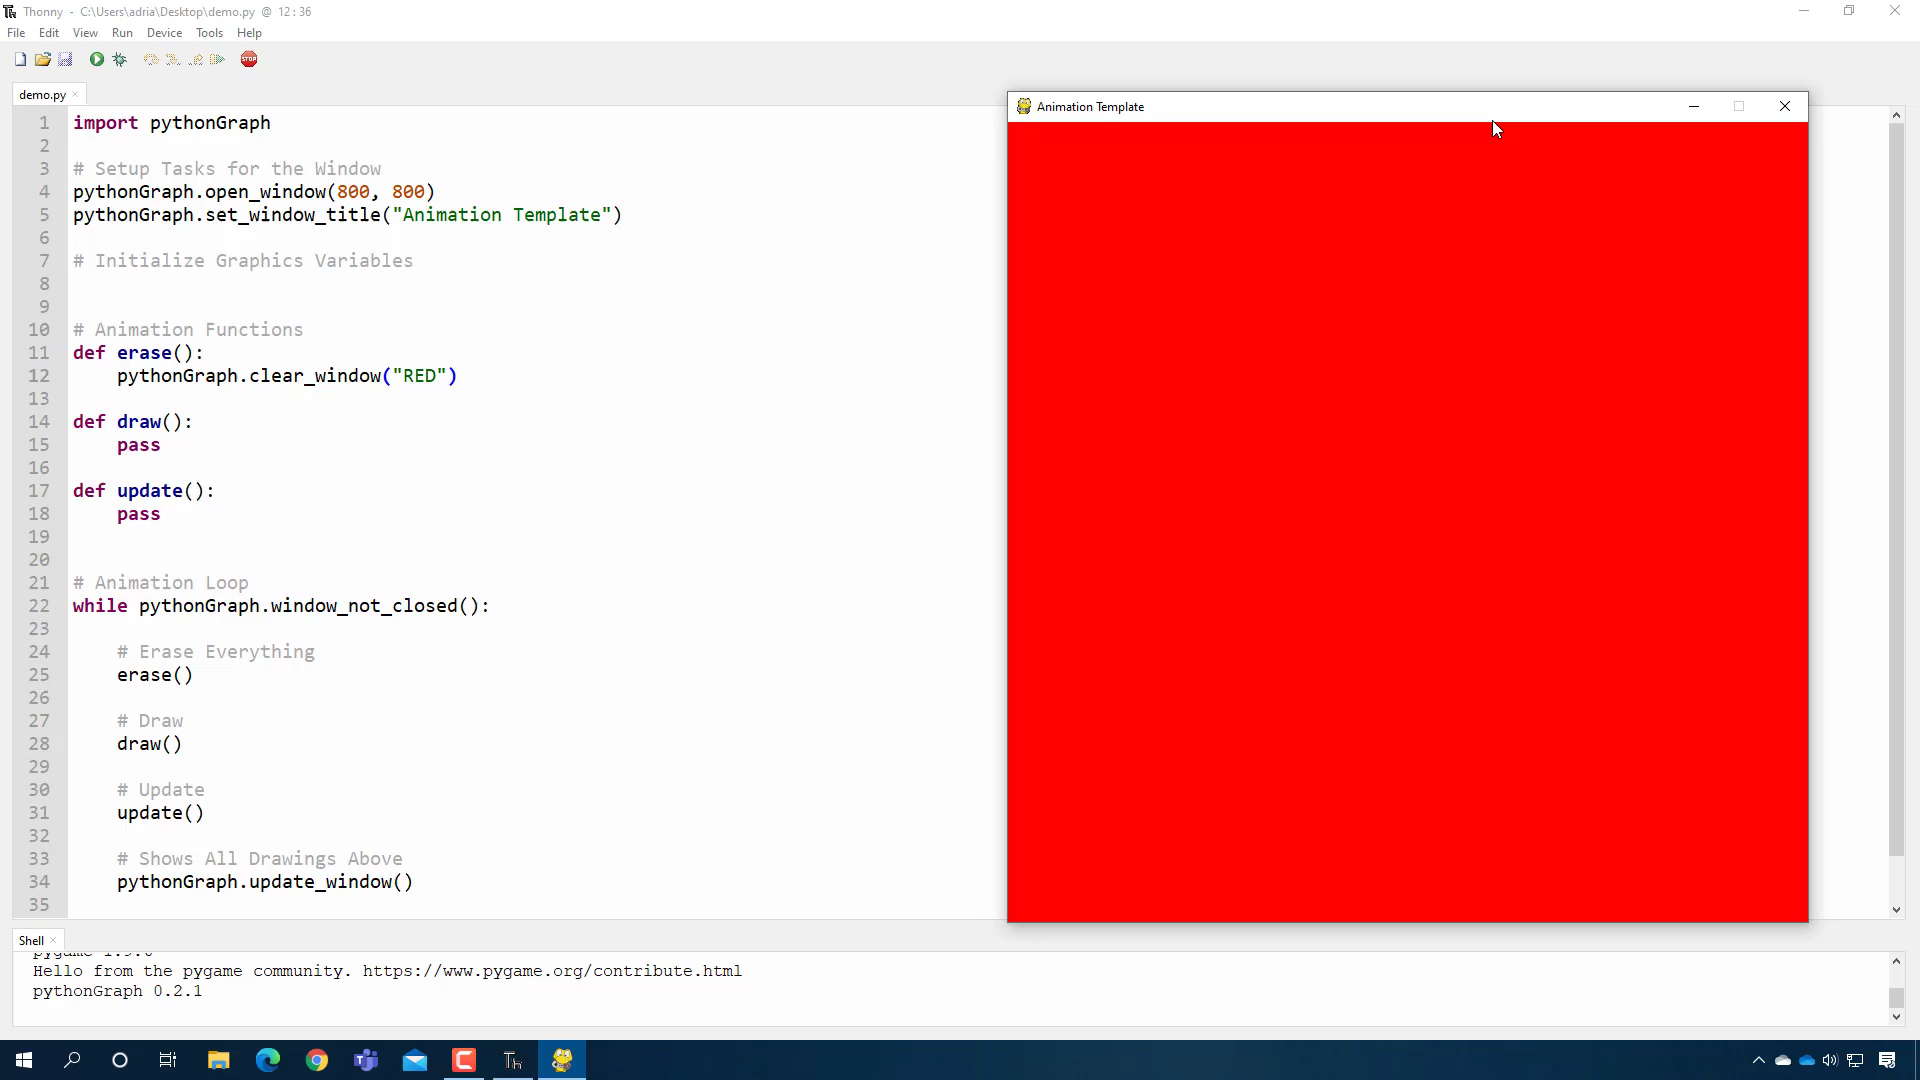 Thonny - C:\Users\adria\Desktop\demo.py @ 12 : 36
File Edit View Run Device Tools Help
STOP
demo.py
Animation Template
1 import pythonGraph
2
3 # Setup Tasks for the Window
4 pythonGraph.open_window(800, 800)
5 pythonGraph.set_window_title("Animation Template")
6
7 # Initialize Graphics Variables
8
9
10 # Animation Functions
11 def erase():
12 pythonGraph.clear_window("RED")
13
14 def draw():
15 pass
16
17 def update():
18 pass
19
20
21 # Animation Loop
22 while pythonGraph.window_not_closed():
23
24 # Erase Everything
25 erase()
26
27 # Draw
28 draw()
29
30 # Update
31 update()
32
33 # Shows All Drawings Above
34 pythonGraph.update_window()
35
Shell
Hello from the pygame community. https://www.pygame.org/contribute.html
pythonGraph 0.2.1